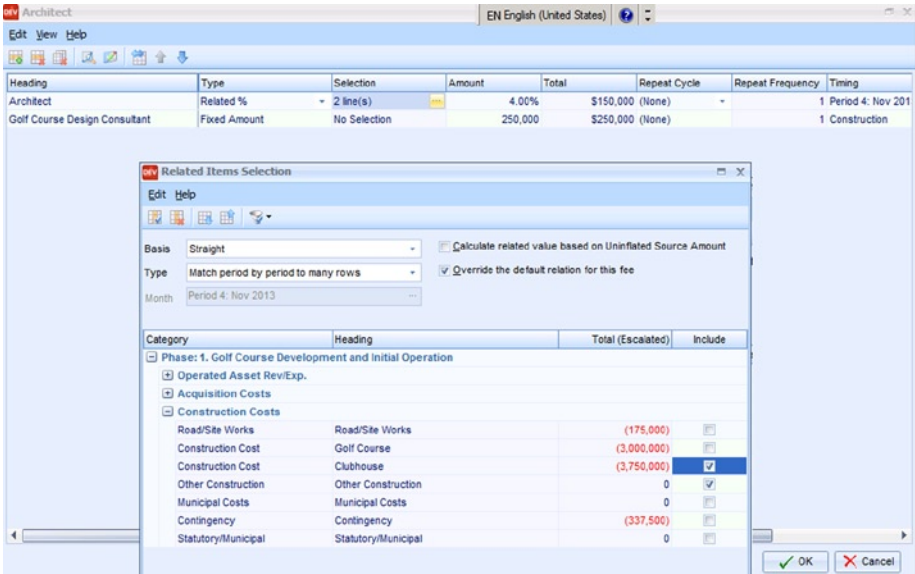 DEV Architect EN English (United States)
Edit View Help
Heading Type Selection Amount Total Repeat Cycle Repeat Frequency Timing
Architect Related % 2 line(s) 4.00% $150,000 (None) 1 Period 4: Nov 201
Golf Course Design Consultant Fixed Amount No Selection 250,000 $250,000 (None) 1 Construction
DEV Related Items Selection
Edit Help
Basis Straight Calculate related value based on Uninflated Source Amount
Type Match period by period to many rows Override the default relation for this fee
Month Period 4: Nov 2013
Category Heading Total (Escalated) Include
Phase: 1. Golf Course Development and Initial Operation
Operated Asset Rev/Exp.
Acquisition Costs
Construction Costs
Road/Site Works Road/Site Works (175,000)
Construction Cost Golf Course (3,000,000)
Construction Cost Clubhouse (3,750,000)
Other Construction Other Construction 0
Municipal Costs Municipal Costs 0
Contingency Contingency (337,500)
Statutory/Municipal Statutory/Municipal 0
OK Cancel